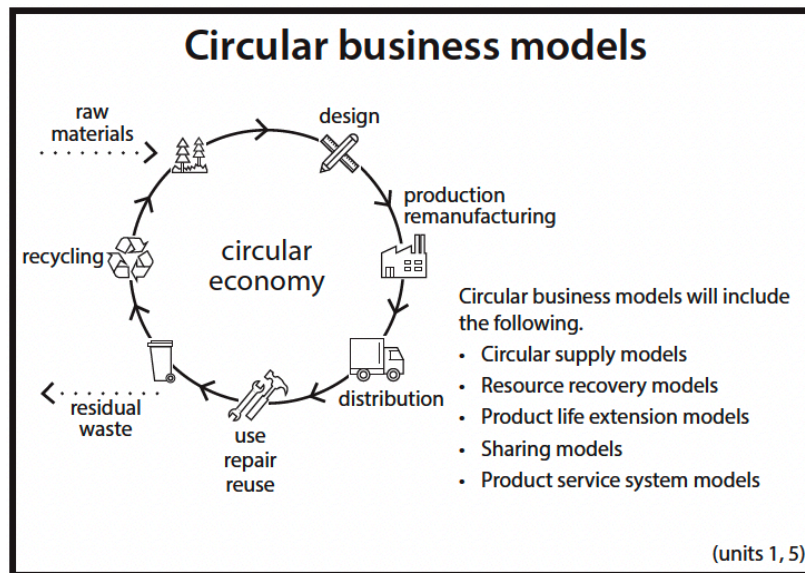 Circular business models
raw
materials
design
production
remanufacturing
recycling
circular
economy
Circular business models will include
the following.
• Circular supply models
• Resource recovery models
• Product life extension models
• Sharing models
• Product service system models
distribution
residual
waste
use
repair
reuse
(units 1, 5)